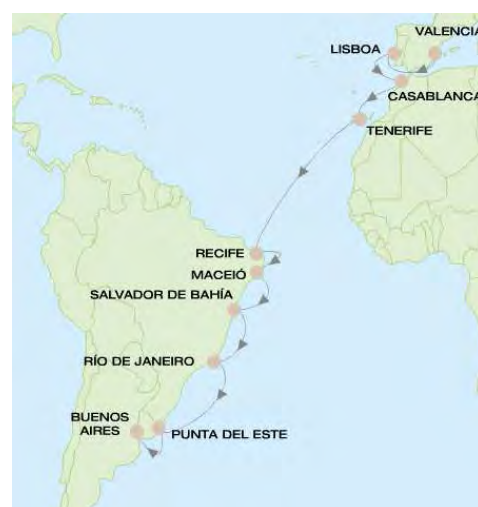 VALENCIA
LISBOA
CASABLANCA
TENERIFE
RECIFE
MACEIÓ
SALVADOR DE BAHÍA
RÍO DE JANEIRO
BUENOS
AIRES
PUNTA DEL ESTE